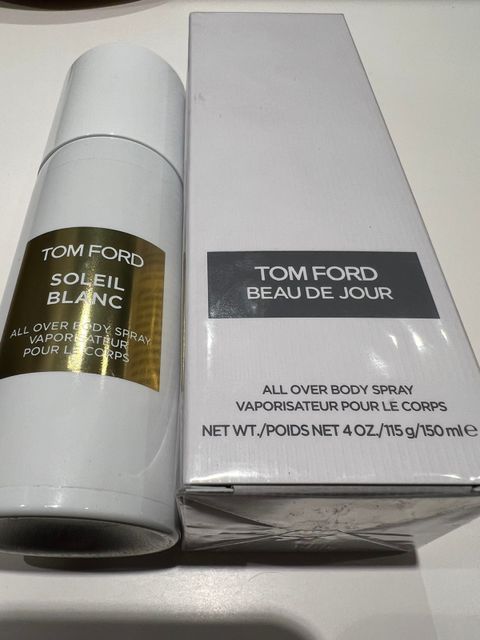 TOM FORD
SOLEIL
BLANC
ALL OVER BODY SPRAY
VAPORISATEUR
POUR LE CORPS
TOM FORD
BEAU DE JOUR
ALL OVER BODY SPRAY
VAPORISATEUR POUR LE CORPS
NET WT./POIDS NET 4 OZ./115 g/150 ml e